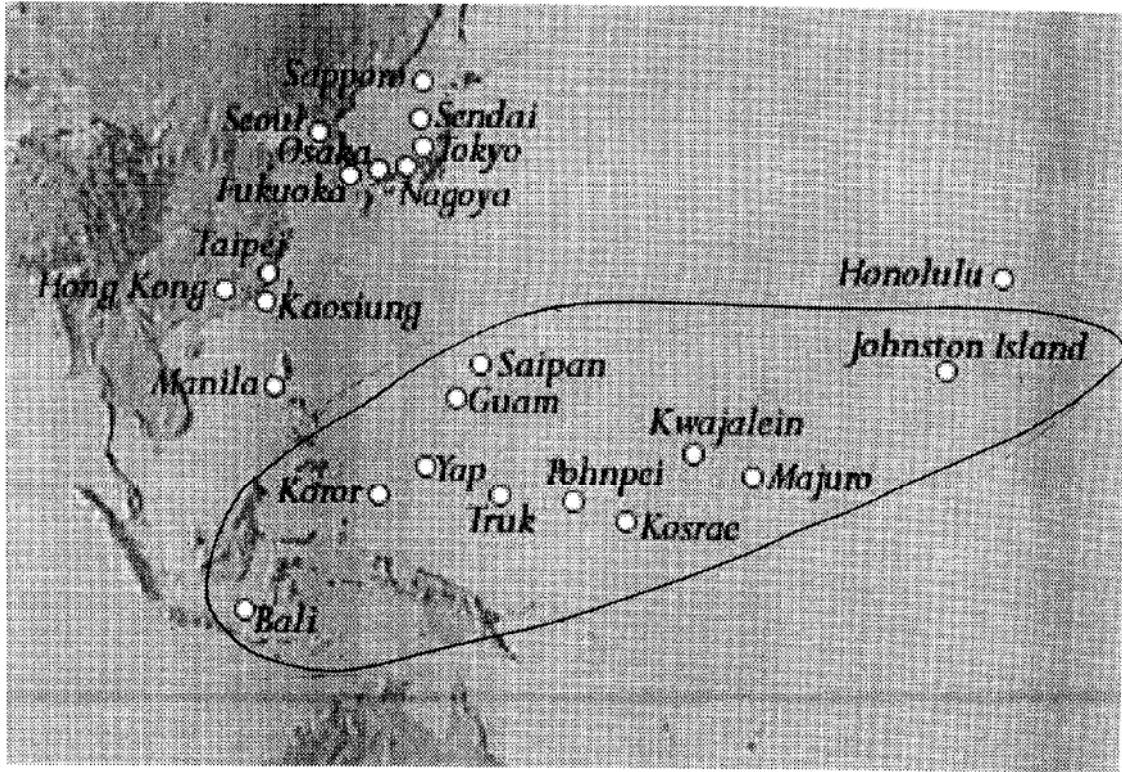 Sapporo
Seoul
Sendai
Osaka
Tokyo
Fukuoka
Nagoya
Taipei
Hong Kong
Kaosiung
Honolulu
Johnston Island
Manila
Saipan
Guam
Kwajalein
Yap
Pohnpei
Majuro
Koror
Truk
Kosrae
Bali